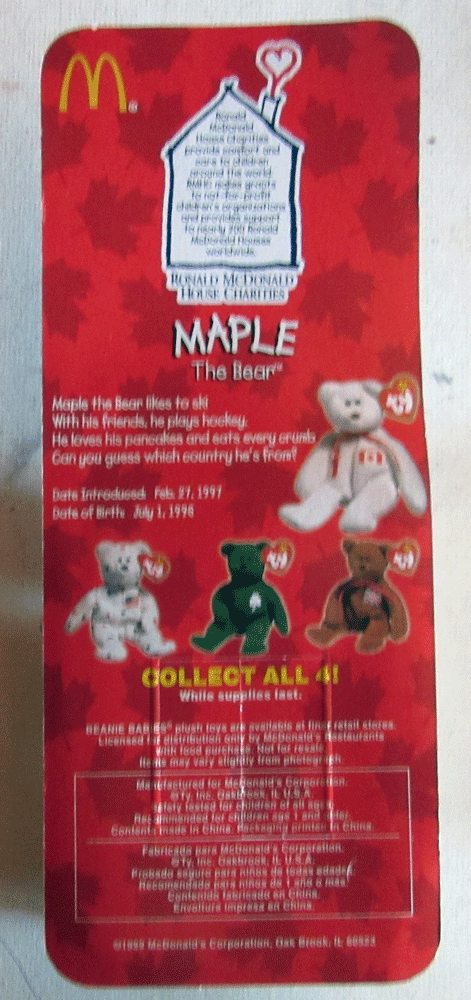 Ronald
McDonald
House Charities
provide comfort and
care to children
around the world.
RMHC makes grants
to not-for-profit
children's organizations
and provides support
to nearly 200 Ronald
McDonald Houses
worldwide.
RONALD MCDONALD
HOUSE CHARITIES
MAPLE
The Bear™
Maple the Bear likes to ski
With his friends, he plays hockey.
He loves his pancakes and eats every crumb
Can you guess which country he's from?
Date Introduced: Feb. 27, 1997
Date of Birth: July 1, 1996
COLLECT ALL 4!
While supplies last.
BEANIE BABIES® plush toys are available at finer retail stores.
Licensed for distribution only by McDonald's Restaurants
with food purchase. Not for resale.
Items may vary slightly from photograph.
Manufactured for McDonald's Corporation.
©Ty, Inc. Oakbrook, IL U.S.A.
Safety tested for children of all ages
Recommended for children age 1 and older.
Contents made in China. Packaging printed in China.
Fabricado para McDonald's Corporation.
©Ty, Inc. Oakbrook, IL U.S.A.
Probado seguro para niños de todas edades
Recomendado para niños de 1 año o más.
Contenido fabricado en China.
Envoltura impresa en China.
McDonald's Corporation, Oak Brook, IL 60523